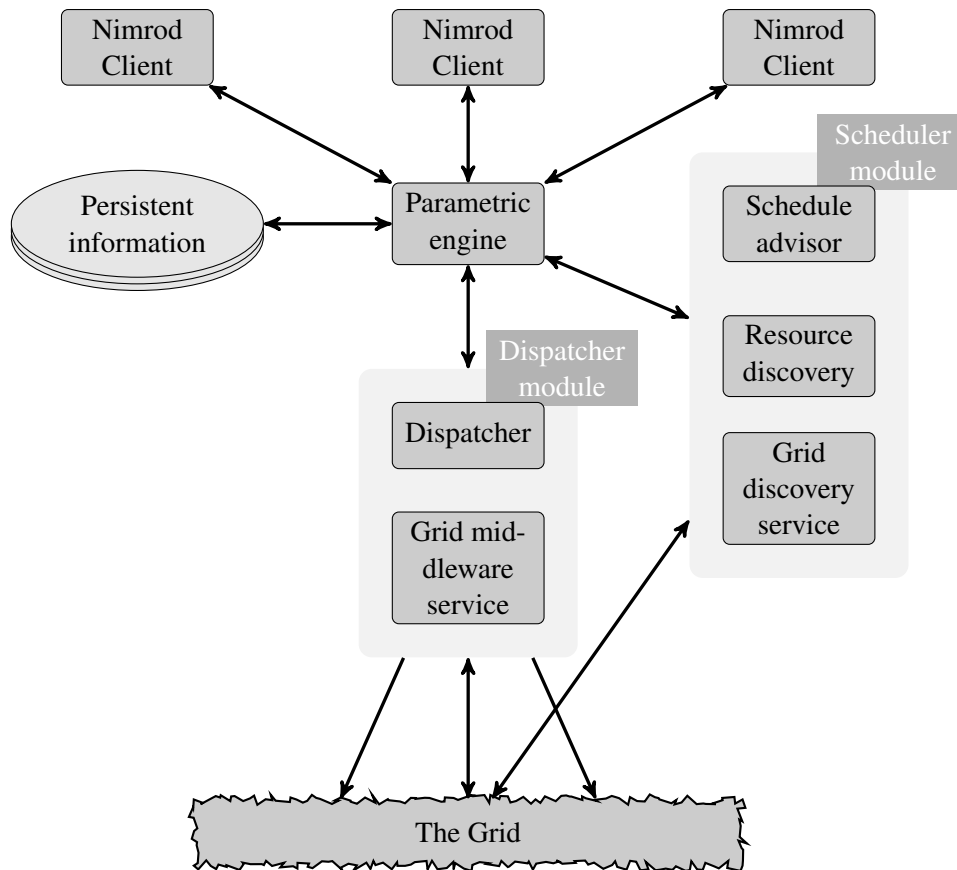 Nimrod
Client
Nimrod
Client
Nimrod
Client
Scheduler
module
Persistent
information
Parametric
engine
Schedule
advisor
Resource
discovery
Dispatcher
module
Dispatcher
Grid
discovery
service
Grid mid-
dleware
service
The Grid